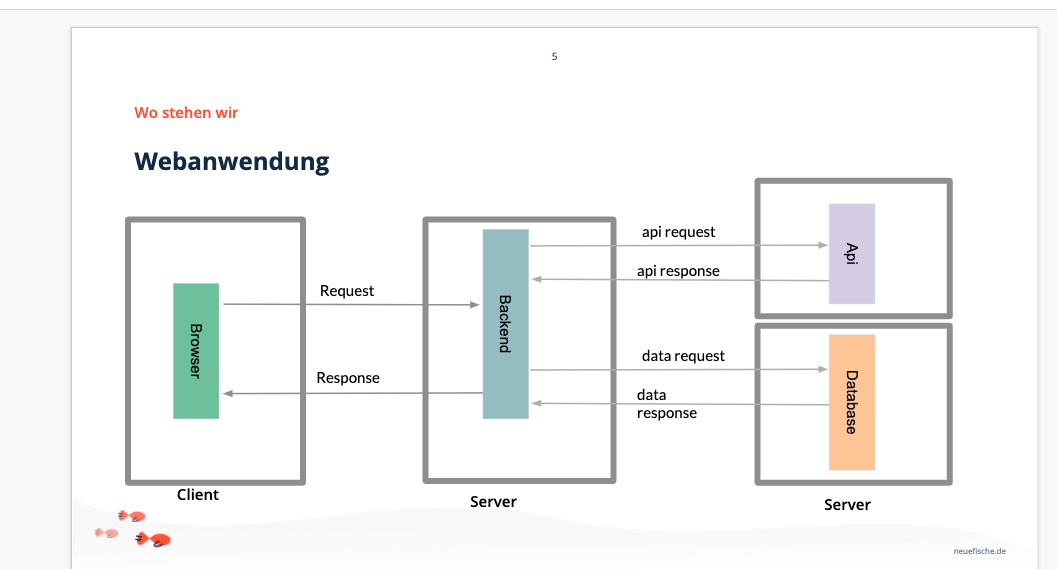 5
Wo stehen wir
Webanwendung
api request
Api
api response
Request
Browser
Backend
data request
Response
Database
data
response
Client
Server
Server
neuefische.de